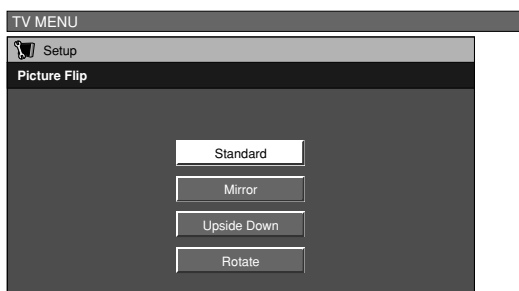 TV MENU
Setup
Picture Flip
Standard
Mirror
Upside Down
Rotate